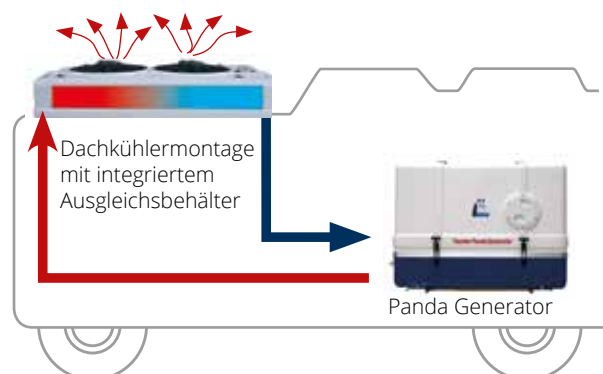 Dachkühlermontage
mit integriertem
Ausgleichsbehälter
Panda Generator